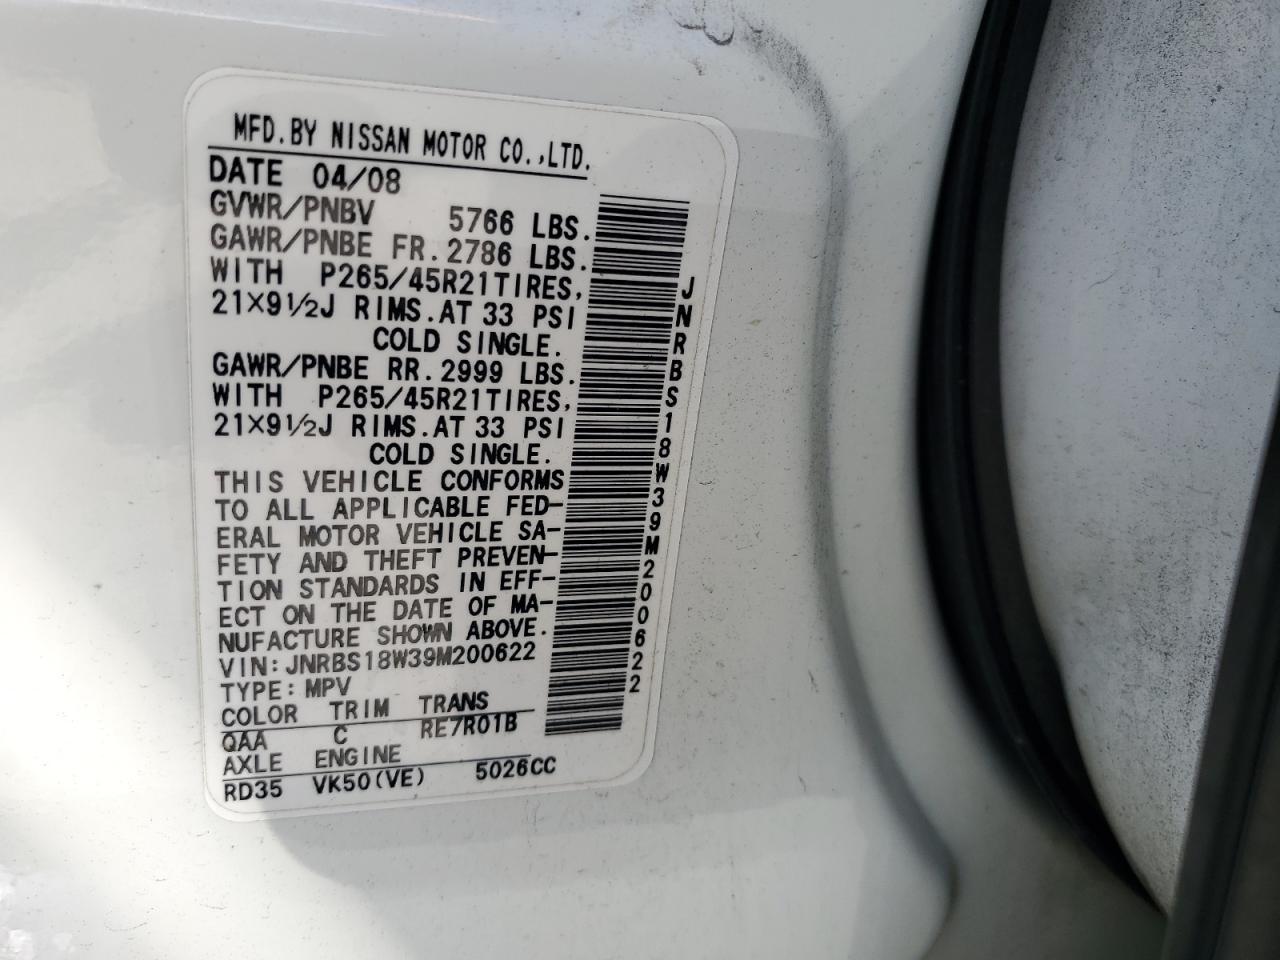 MFD.BY NISSAN MOTOR CO.,LTD.
DATE 04/08
GVWR/PNBV 5766 LBS.
GAWR/PNBE FR.2786 LBS.
WITH P265/45R21TIRES,
21×9½J RIMS.AT 33 PSI
COLD SINGLE.
GAWR/PNBE RR.2999 LBS.
WITH P265/45R21TIRES,
21×9½J RIMS.AT 33 PSI
COLD SINGLE.
THIS VEHICLE CONFORMS
TO ALL APPLICABLE FED-
ERAL MOTOR VEHICLE SA-
FETY AND THEFT PREVEN-
TION STANDARDS IN EFF-
ECT ON THE DATE OF MA-
NUFACTURE SHOWN ABOVE.
VIN:JNRBS18W39M200622
TYPE:MPV
COLOR TRIM TRANS
QAA C RE7R01B
AXLE ENGINE
RD35 VK50(VE) 5026CC
JNRBS18W39M200622